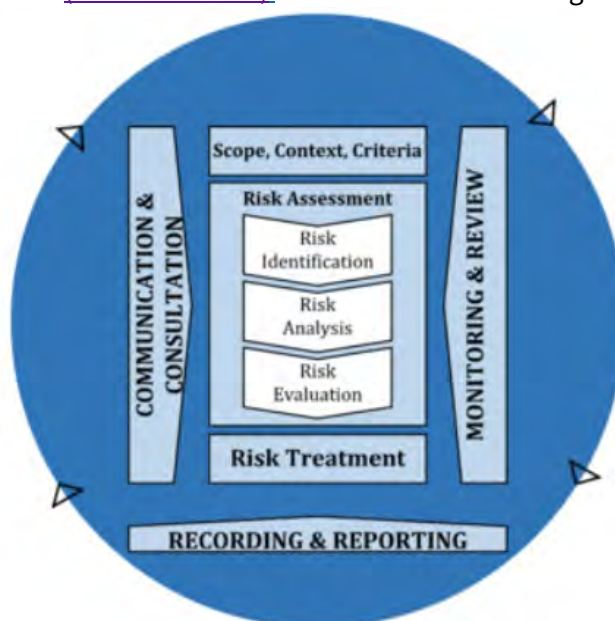 Scope, Context, Criteria
Risk Assessment
Risk
Identification
Risk
Analysis
Risk
Evaluation
Risk Treatment
COMMUNICATION &
CONSULTATION
MONITORING & REVIEW
RECORDING & REPORTING